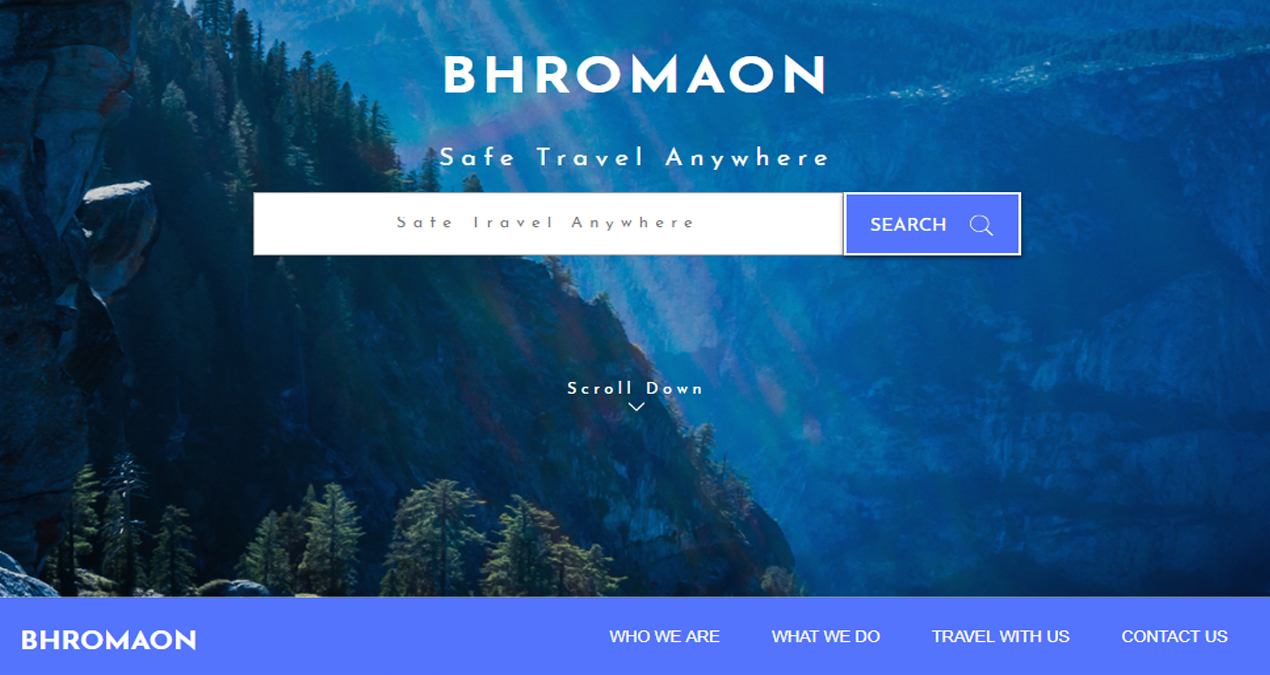 BHROMAON
Safe Travel Anywhere
Safe Travel Anywhere
SEARCH
Scroll Down
BHROMAON
WHO WE ARE
WHAT WE DO
TRAVEL WITH US
CONTACT US